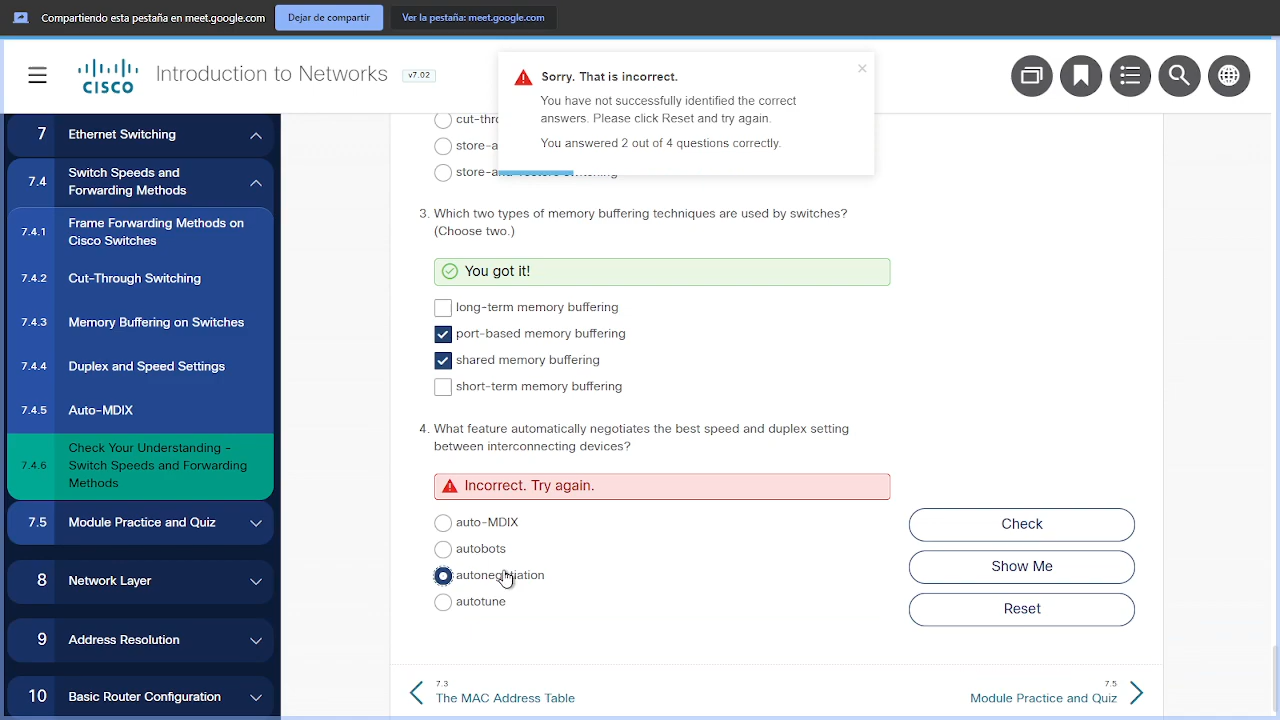 Compartiendo esta pestaña en meet.google.com
Dejar de compartir
Ver la pestaña: meet.google.com
CISCO
Introduction to Networks
v7.02
Sorry. That is incorrect.
You have not successfully identified the correct
answers. Please click Reset and try again.
You answered 2 out of 4 questions correctly.
7 Ethernet Switching
7.4 Switch Speeds and
Forwarding Methods
7.4.1 Frame Forwarding Methods on
Cisco Switches
7.4.2 Cut-Through Switching
7.4.3 Memory Buffering on Switches
7.4.4 Duplex and Speed Settings
7.4.5 Auto-MDIX
7.4.6 Check Your Understanding -
Switch Speeds and Forwarding
Methods
7.5 Module Practice and Quiz
8 Network Layer
9 Address Resolution
10 Basic Router Configuration
3. Which two types of memory buffering techniques are used by switches?
(Choose two.)
You got it!
long-term memory buffering
port-based memory buffering
shared memory buffering
short-term memory buffering
4. What feature automatically negotiates the best speed and duplex setting
between interconnecting devices?
Incorrect. Try again.
auto-MDIX
autobots
autonegotiation
autotune
Check
Show Me
Reset
7.3
The MAC Address Table
7.5
Module Practice and Quiz